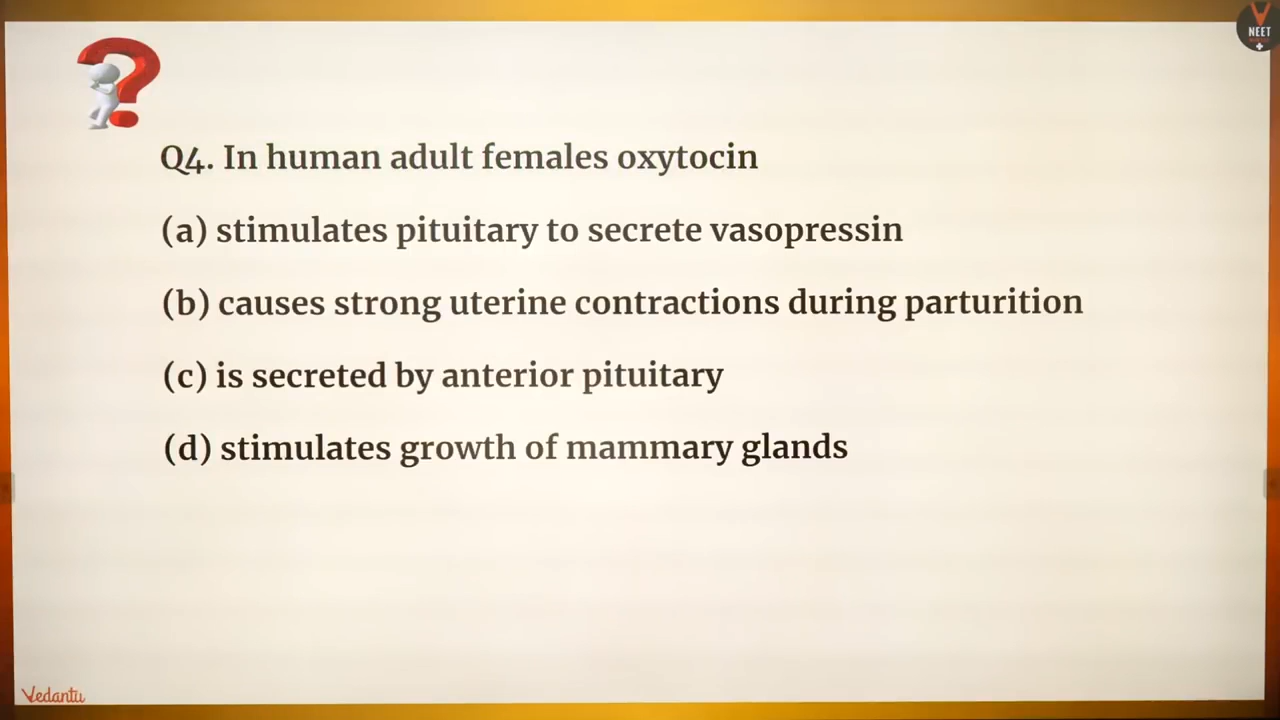 NEET
Q4. In human adult females oxytocin
(a) stimulates pituitary to secrete vasopressin
(b) causes strong uterine contractions during parturition
(c) is secreted by anterior pituitary
(d) stimulates growth of mammary glands
Vedantu